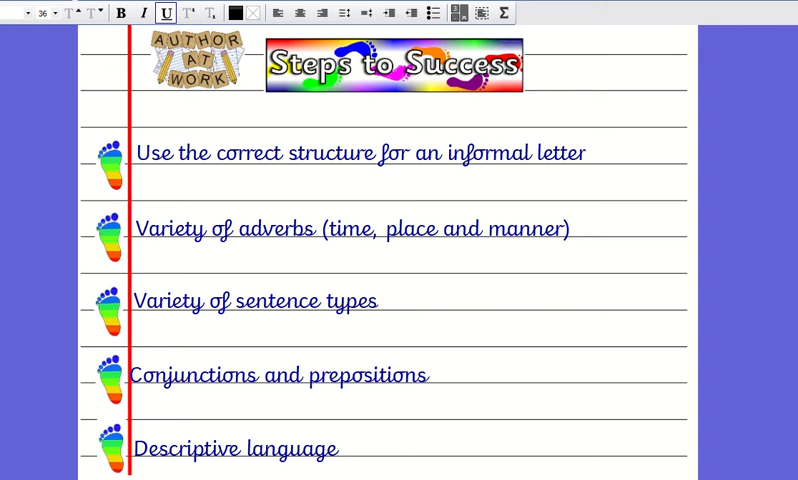 36
B I U T T
AUTHOR
AT
WORK
Steps to Success
Use the correct structure for an informal letter
Variety of adverbs (time, place and manner)
Variety of sentence types
Conjunctions and prepositions
Descriptive language